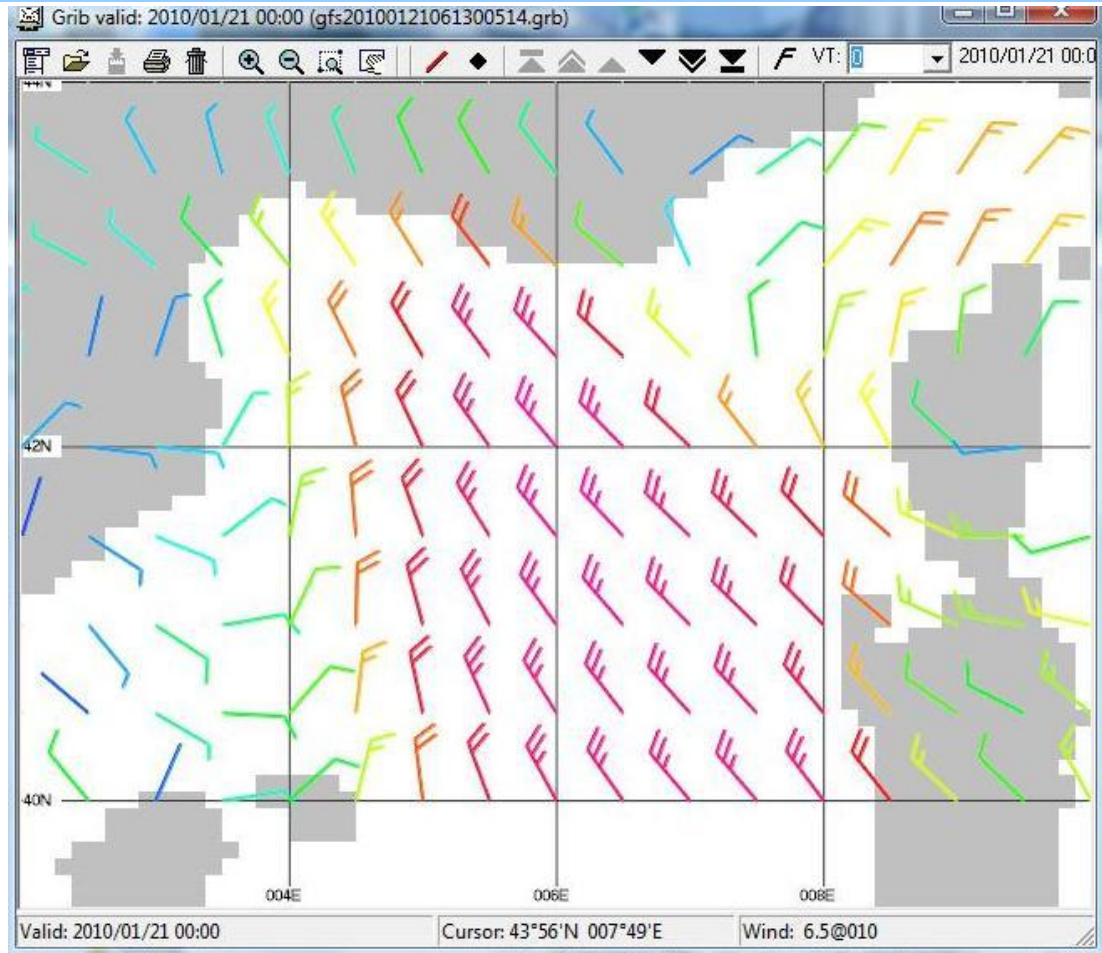 Grib valid: 2010/01/21 00:00 (gfs20100121061300514.grb)
F VT: 0 2010/01/21 00:0
44N
42N
40N
004E 006E 008E
Valid: 2010/01/21 00:00 Cursor: 43°56'N 007°49'E Wind: 6.5@010